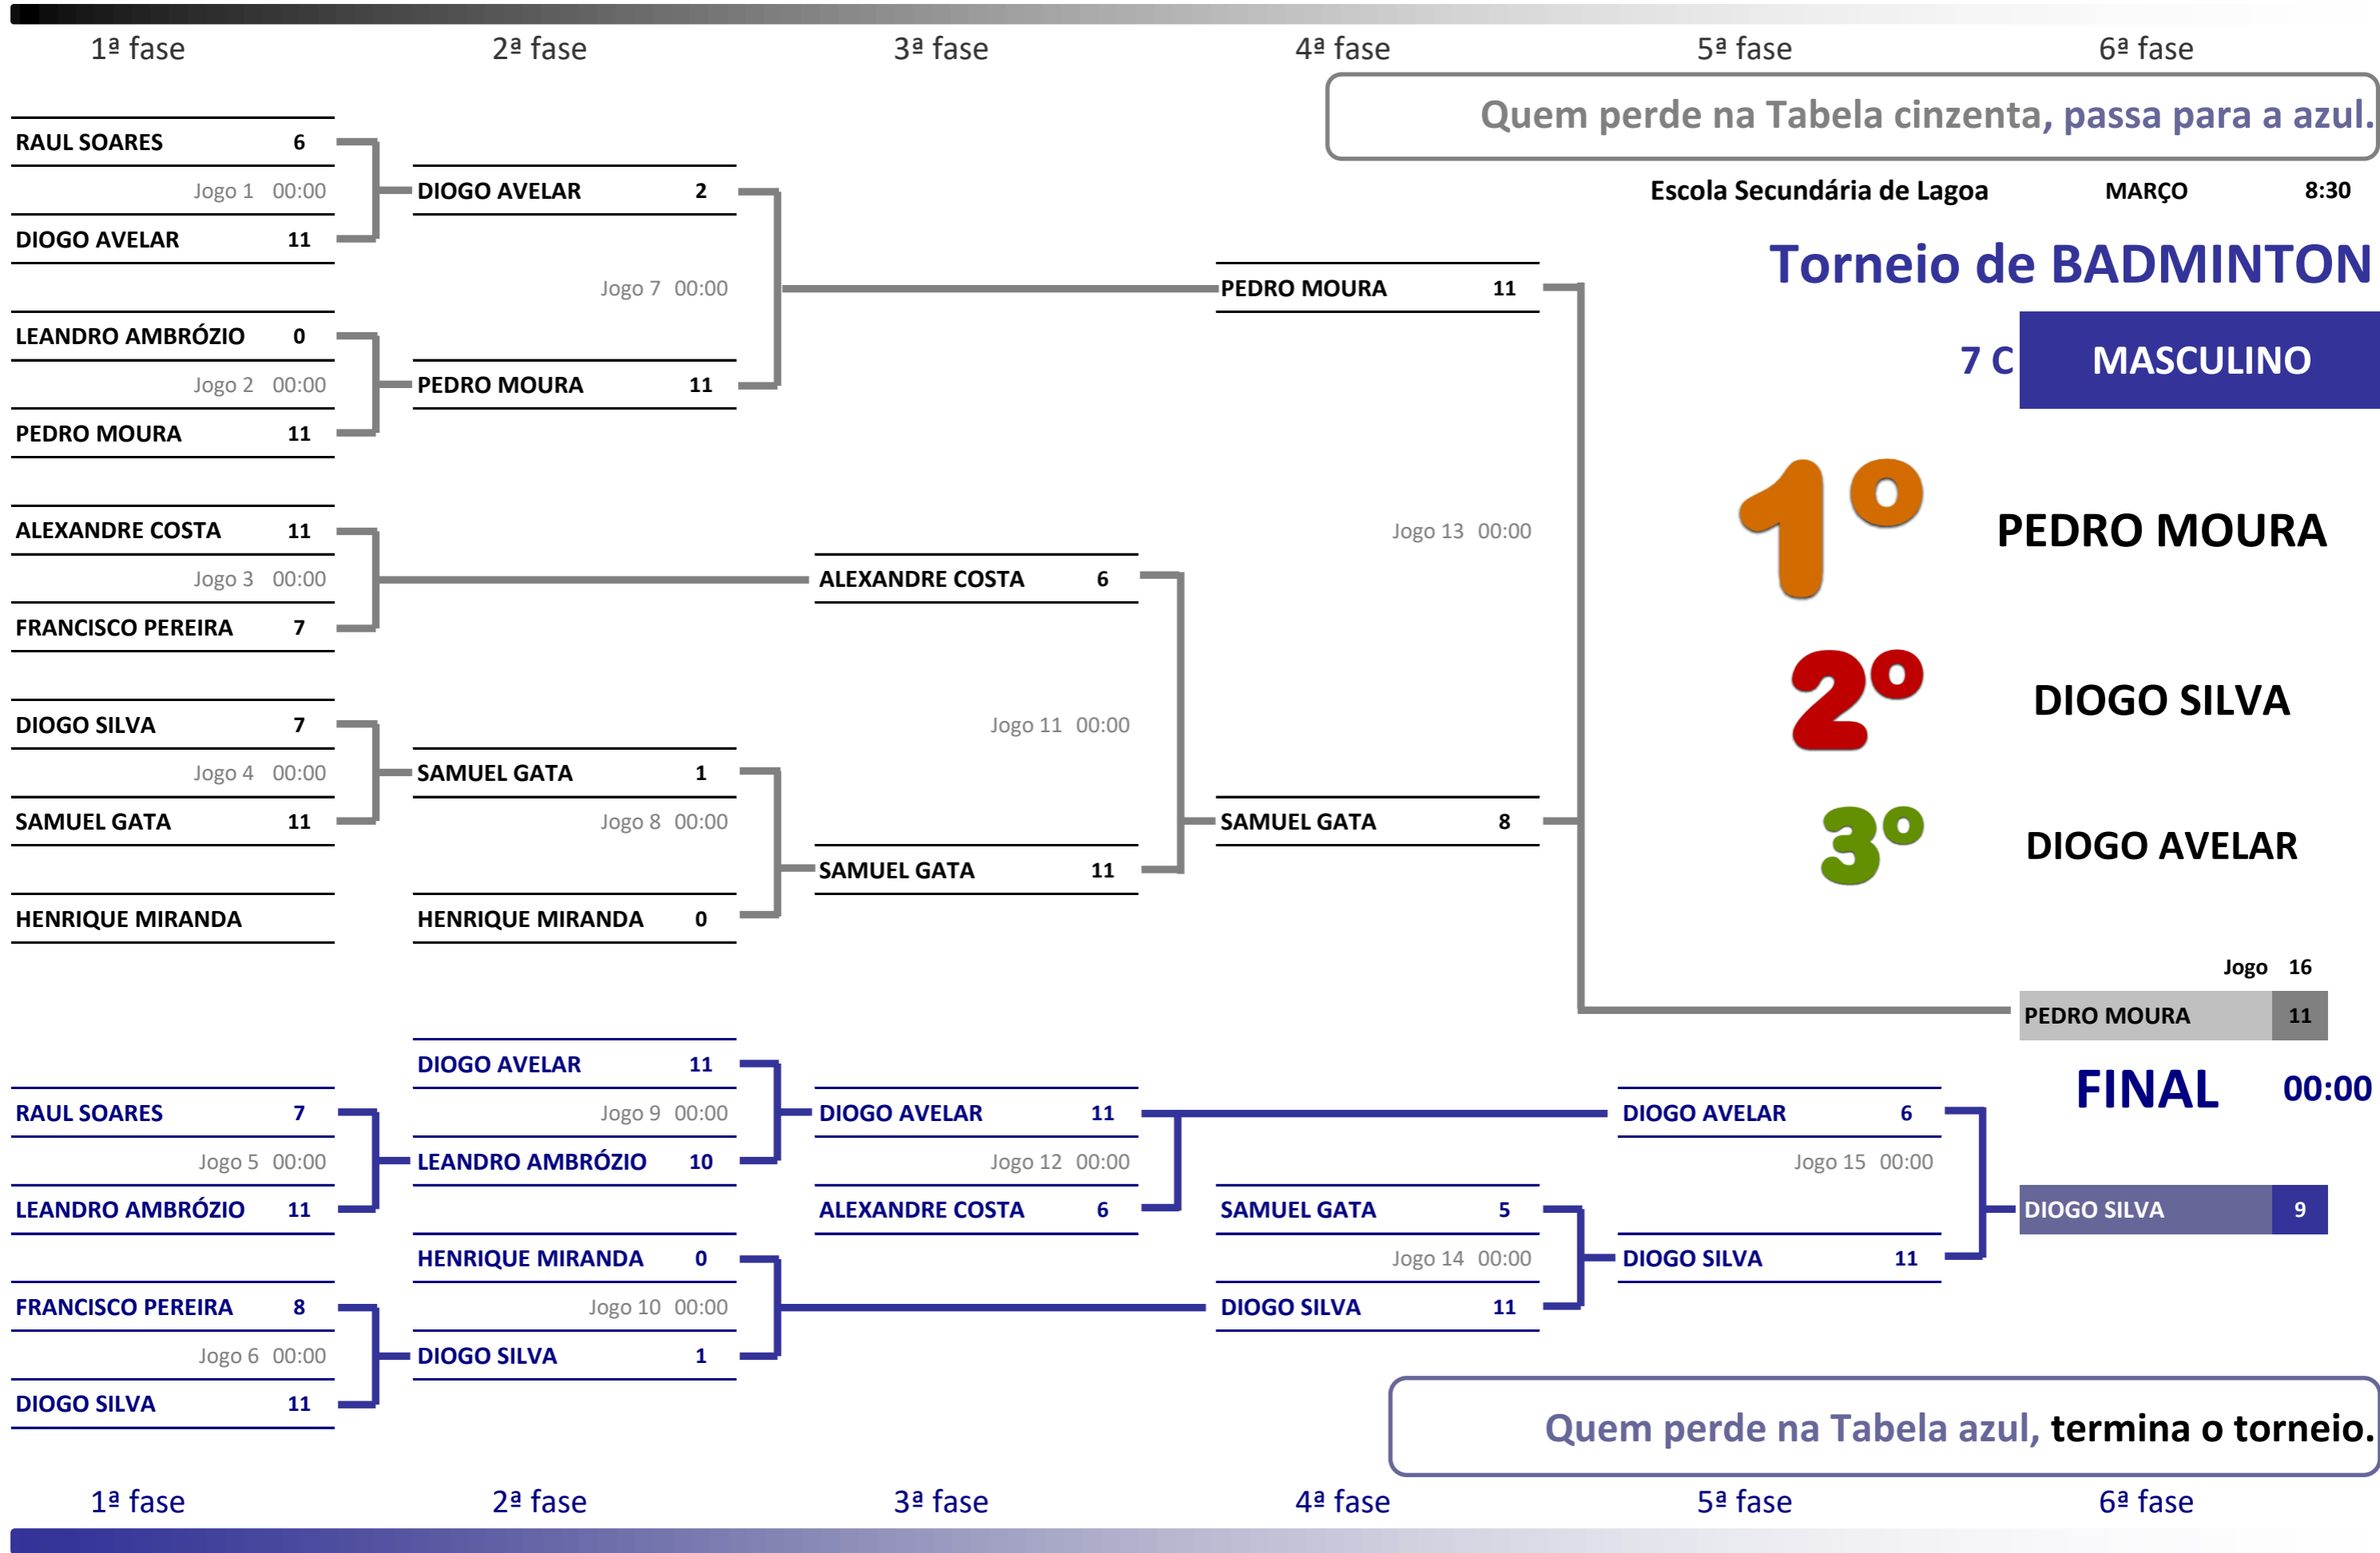 1ª fase 2ª fase 3ª fase 4ª fase 5ª fase 6ª fase
Quem perde na Tabela cinzenta, passa para a azul.
RAUL SOARES 6
Jogo 1 00:00
DIOGO AVELAR 11
DIOGO AVELAR 2
Escola Secundária de Lagoa MARÇO 8:30
Torneio de BADMINTON
Jogo 7 00:00
PEDRO MOURA 11
LEANDRO AMBRÓZIO 0
Jogo 2 00:00
PEDRO MOURA 11
PEDRO MOURA 11
7 C MASCULINO
ALEXANDRE COSTA 11
Jogo 3 00:00
FRANCISCO PEREIRA 7
ALEXANDRE COSTA 6
Jogo 13 00:00
1º PEDRO MOURA
DIOGO SILVA 7
Jogo 4 00:00
SAMUEL GATA 11
SAMUEL GATA 1
Jogo 8 00:00
Jogo 11 00:00
SAMUEL GATA 8
SAMUEL GATA 11
2º DIOGO SILVA
3º DIOGO AVELAR
HENRIQUE MIRANDA
HENRIQUE MIRANDA 0
Jogo 16
PEDRO MOURA 11
FINAL 00:00
DIOGO SILVA 9
DIOGO AVELAR 11
Jogo 9 00:00
LEANDRO AMBRÓZIO 10
RAUL SOARES 7
Jogo 5 00:00
LEANDRO AMBRÓZIO 11
DIOGO AVELAR 11
Jogo 12 00:00
ALEXANDRE COSTA 6
DIOGO AVELAR 6
Jogo 15 00:00
DIOGO SILVA 11
SAMUEL GATA 5
Jogo 14 00:00
DIOGO SILVA 11
HENRIQUE MIRANDA 0
Jogo 10 00:00
DIOGO SILVA 1
FRANCISCO PEREIRA 8
Jogo 6 00:00
DIOGO SILVA 11
Quem perde na Tabela azul, termina o torneio.
1ª fase 2ª fase 3ª fase 4ª fase 5ª fase 6ª fase